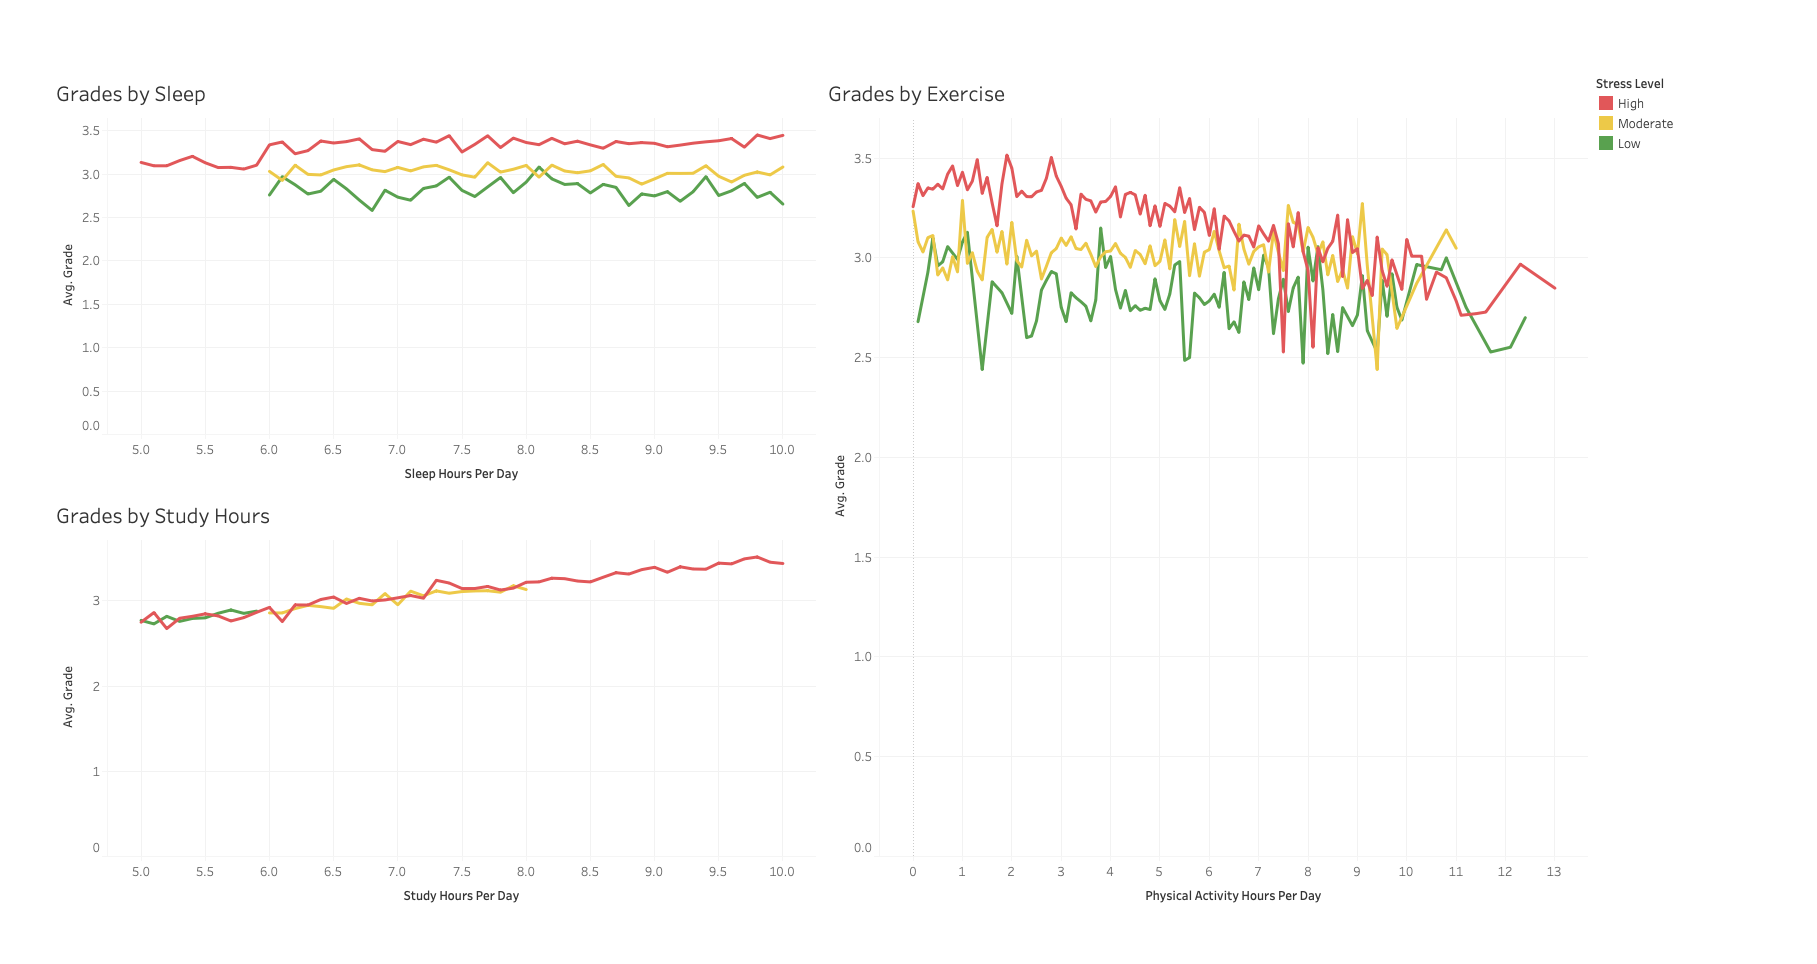 Grades by Sleep
3.5
3.0
2.5
2.0
1.5
1.0
0.5
0.0
Avg. Grade
5.0 5.5 6.0 6.5 7.0 7.5 8.0 8.5 9.0 9.5 10.0
Sleep Hours Per Day
Grades by Study Hours
3
2
1
0
Avg. Grade
5.0 5.5 6.0 6.5 7.0 7.5 8.0 8.5 9.0 9.5 10.0
Study Hours Per Day
Grades by Exercise
3.5
3.0
2.5
2.0
1.5
1.0
0.5
0.0
Avg. Grade
0 1 2 3 4 5 6 7 8 9 10 11 12 13
Physical Activity Hours Per Day
Stress Level
High
Moderate
Low